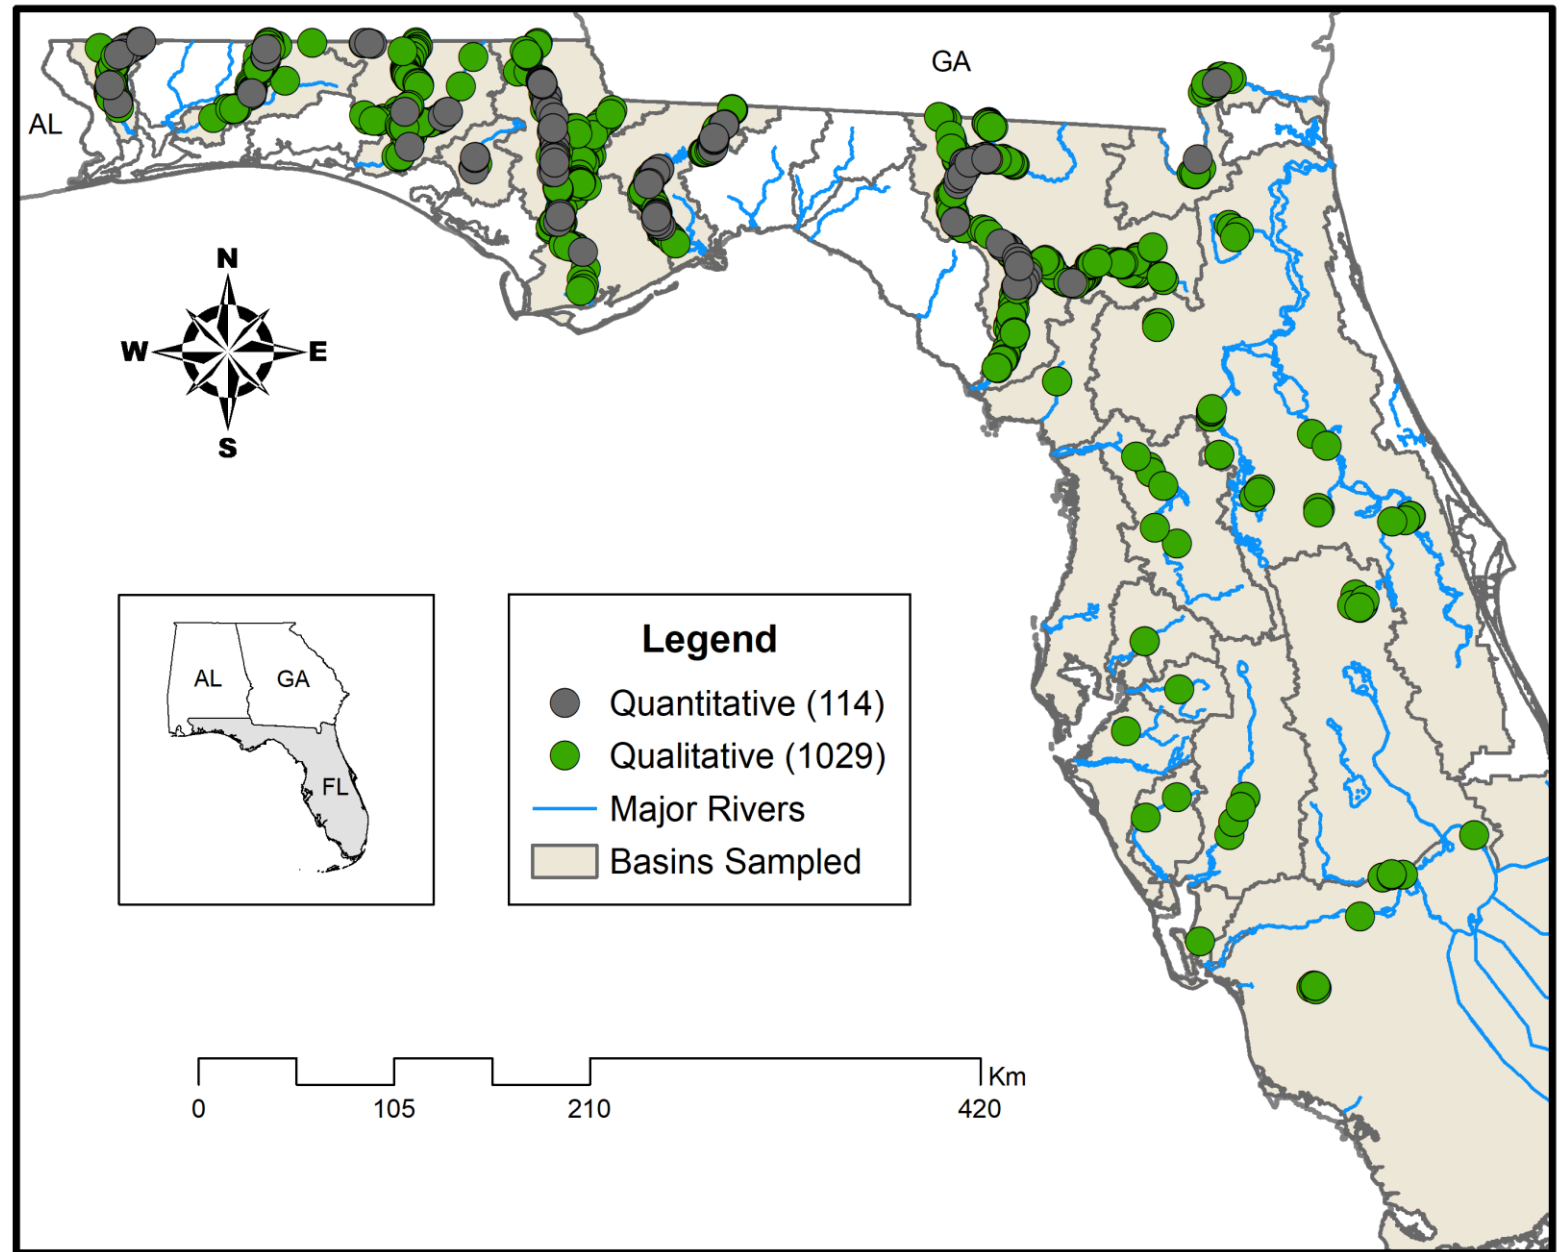 GA
AL
N
W E
S
AL GA
FL
Legend
Quantitative (114)
Qualitative (1029)
Major Rivers
Basins Sampled
Km
0 105 210 420